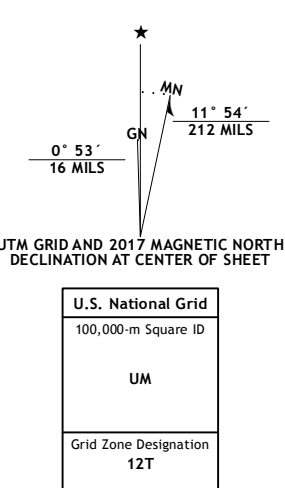 ★
MN
GN
11° 54´
212 MILS
0° 53´
16 MILS
UTM GRID AND 2017 MAGNETIC NORTH
DECLINATION AT CENTER OF SHEET
U.S. National Grid
100,000-m Square ID
UM
Grid Zone Designation
12T